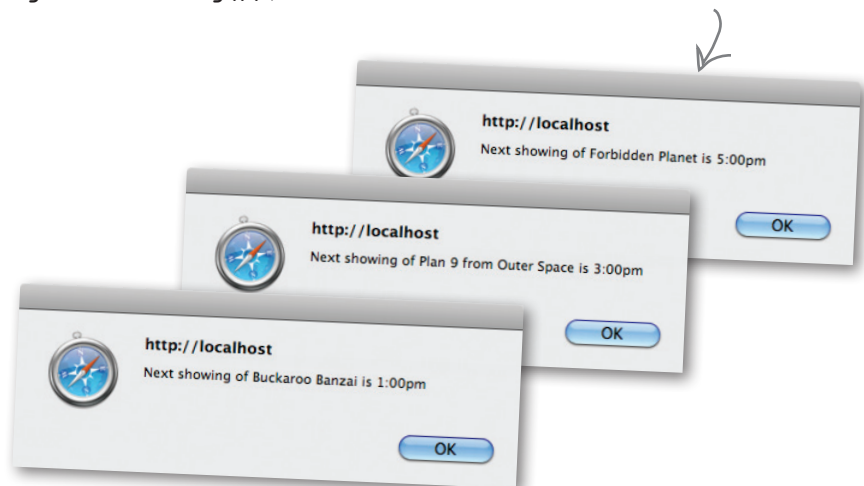 http://localhost
Next showing of Forbidden Planet is 5:00pm
OK
http://localhost
Next showing of Plan 9 from Outer Space is 3:00pm
OK
http://localhost
Next showing of Buckaroo Banzai is 1:00pm
OK